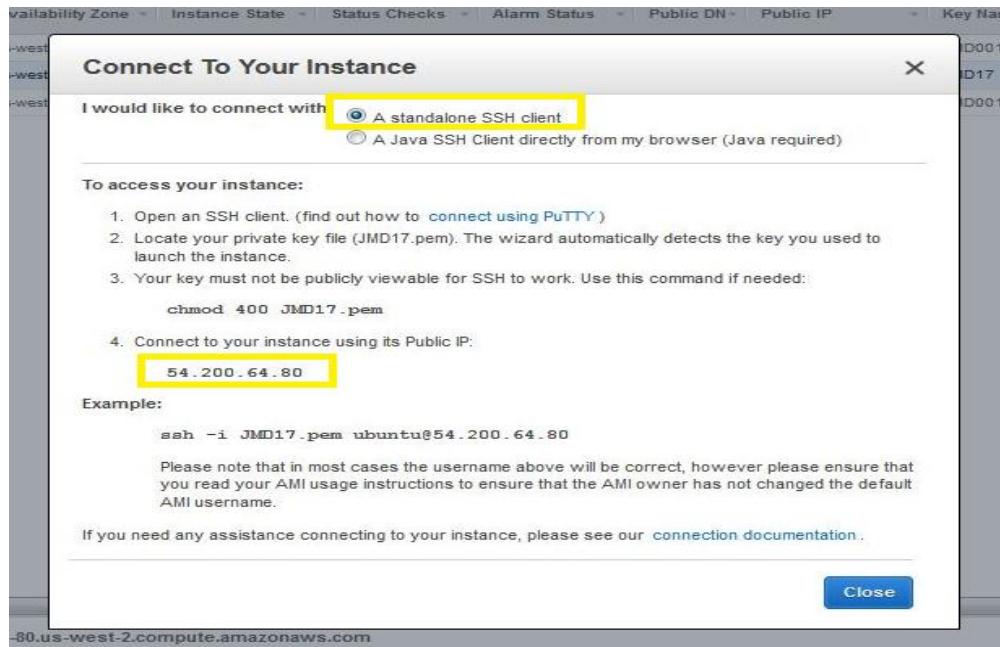 vailability Zone Instance State Status Checks Alarm Status Public DN Public IP Key Na
-west
D001
-west
D17
-west
D001
Connect To Your Instance
I would like to connect with
A standalone SSH client
A Java SSH Client directly from my browser (Java required)
To access your instance:
1. Open an SSH client. (find out how to connect using PuTTY )
2. Locate your private key file (JMD17.pem). The wizard automatically detects the key you used to
launch the instance.
3. Your key must not be publicly viewable for SSH to work. Use this command if needed:
chmod 400 JMD17.pem
4. Connect to your instance using its Public IP:
54.200.64.80
Example:
ssh -i JMD17.pem ubuntu@54.200.64.80
Please note that in most cases the username above will be correct, however please ensure that
you read your AMI usage instructions to ensure that the AMI owner has not changed the default
AMI username.
If you need any assistance connecting to your instance, please see our connection documentation .
Close
-80.us-west-2.compute.amazonaws.com